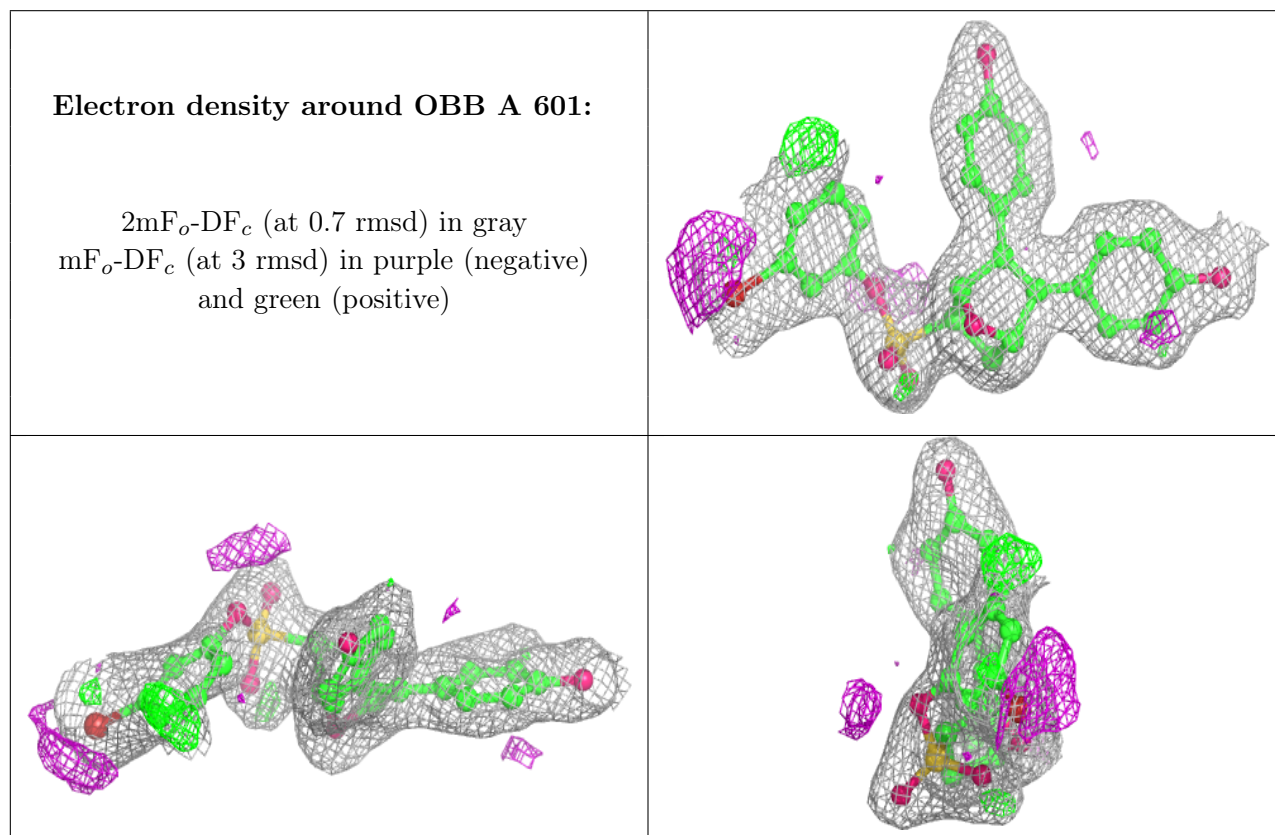 Electron density around OBB A 601:
2mFo-DFc (at 0.7 rmsd) in gray
mFo-DFc (at 3 rmsd) in purple (negative)
and green (positive)